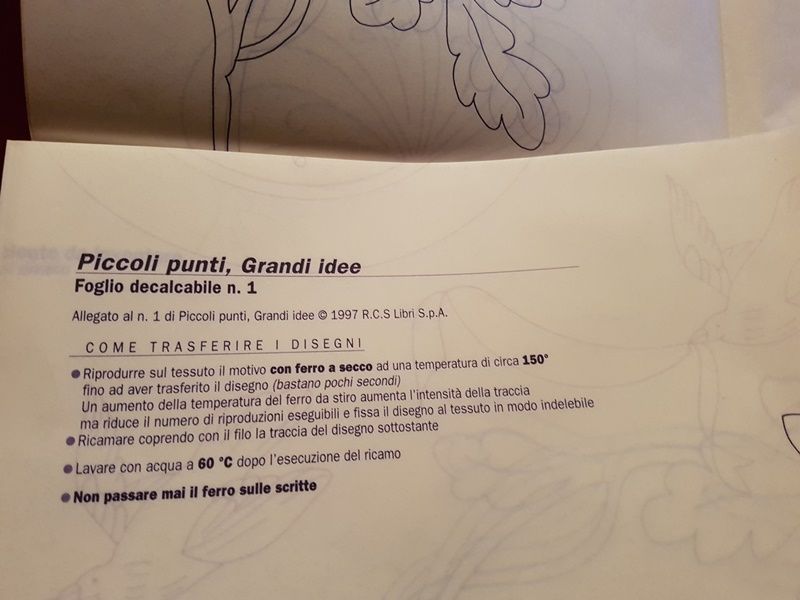 Piccoli punti, Grandi idee
Foglio decalcabile n. 1
Allegato al n. 1 di Piccoli punti, Grandi idee © 1997 R.C.S Libri S.p.A.
COME TRASFERIRE I DISEGNI
● Riprodurre sul tessuto il motivo con ferro a secco ad una temperatura di circa 150°
fino ad aver trasferito il disegno (bastano pochi secondi)
Un aumento della temperatura del ferro da stiro aumenta l'intensità della traccia
ma riduce il numero di riproduzioni eseguibili e fissa il disegno al tessuto in modo indelebile
● Ricamare coprendo con il filo la traccia del disegno sottostante
● Lavare con acqua a 60 °C dopo l'esecuzione del ricamo
● Non passare mai il ferro sulle scritte